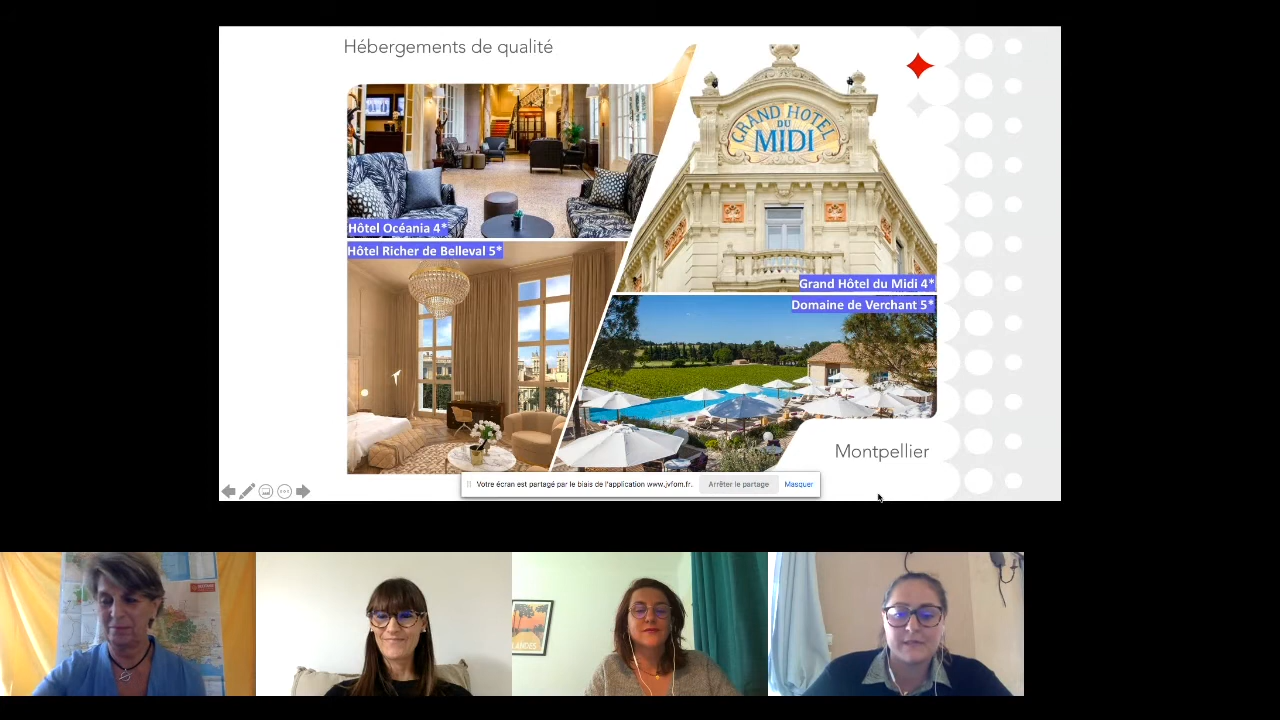 Hébergements de qualité
GRAND HOTEL
DU
MIDI
Hôtel Océania 4*
Hôtel Richer de Belleval 5*
Grand Hôtel du Midi 4*
Domaine de Verchant 5*
Montpellier
Votre écran est partagé par le biais de l'application www.jvfom.fr.
Arrêter le partage
Masquer
LANDES